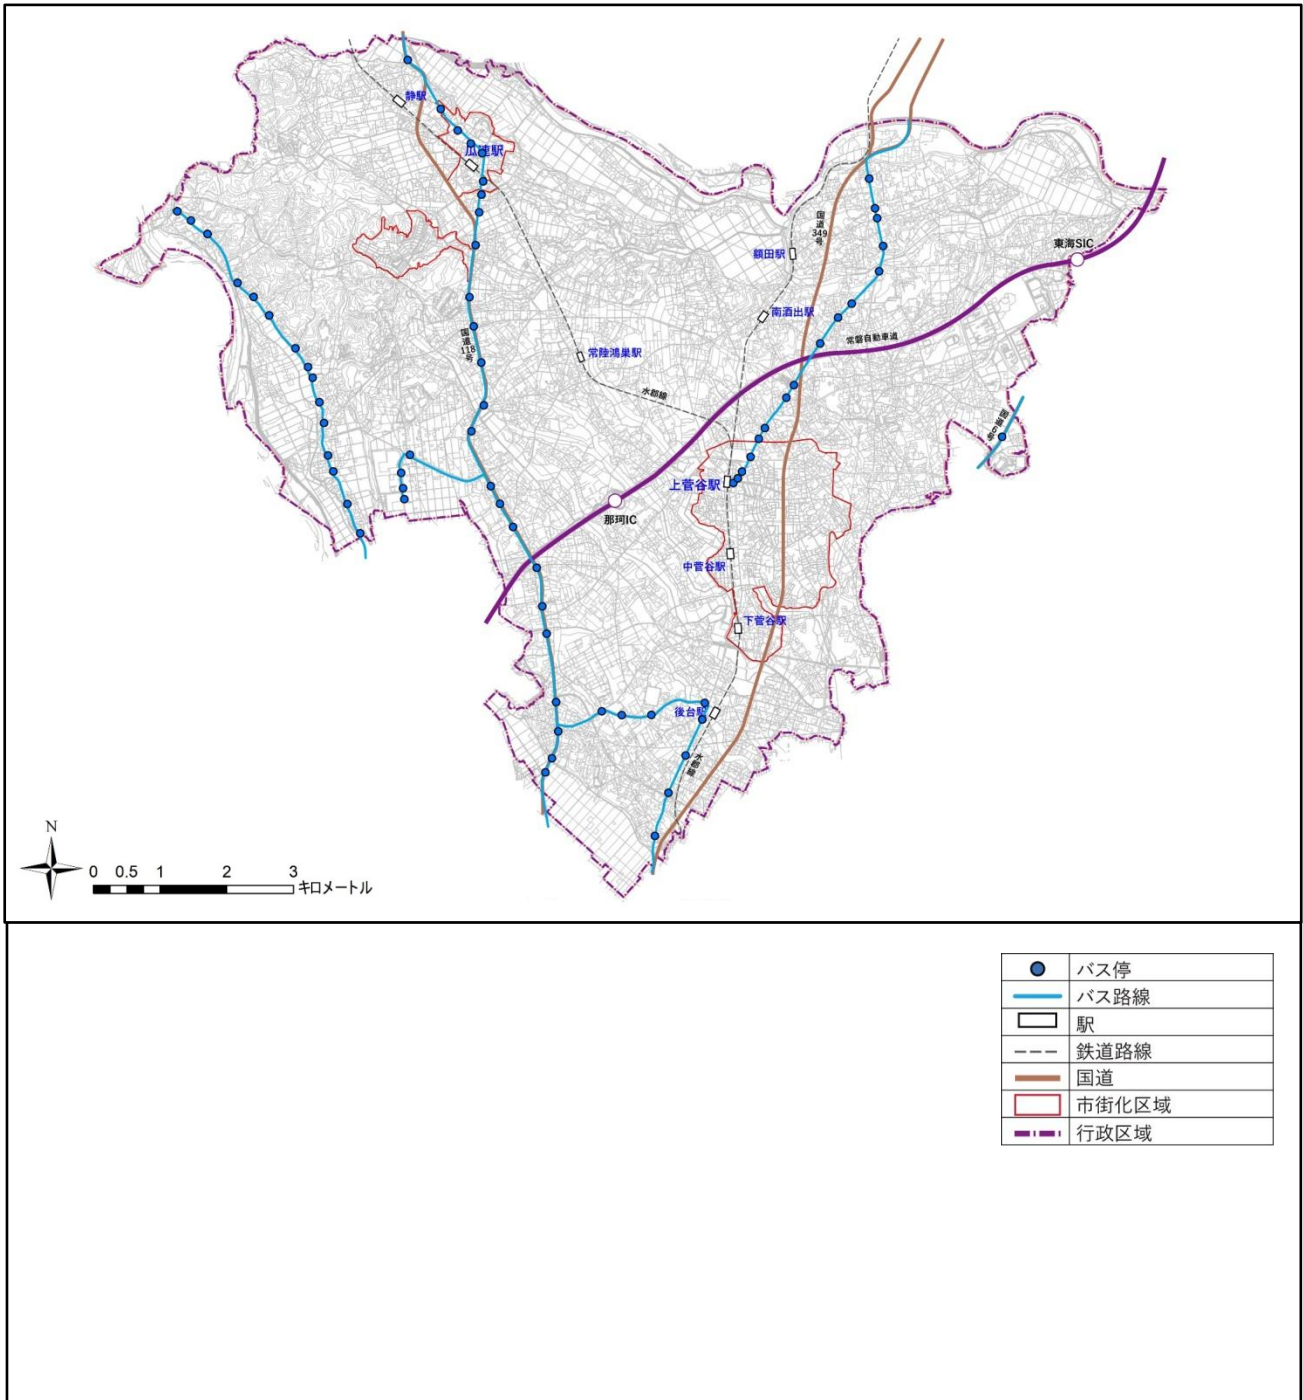 静駅
瓜連駅
国道349号
額田駅
東海SIC
南酒出駅
常磐自動車道
国道118号
常陸鴻巣駅
水郡線
国道6号
上菅谷駅
那珂IC
中菅谷駅
下菅谷駅
後台駅
水郡線
N
0 0.5 1 2 3
キロメートル
バス停
バス路線
駅
鉄道路線
国道
市街化区域
行政区域